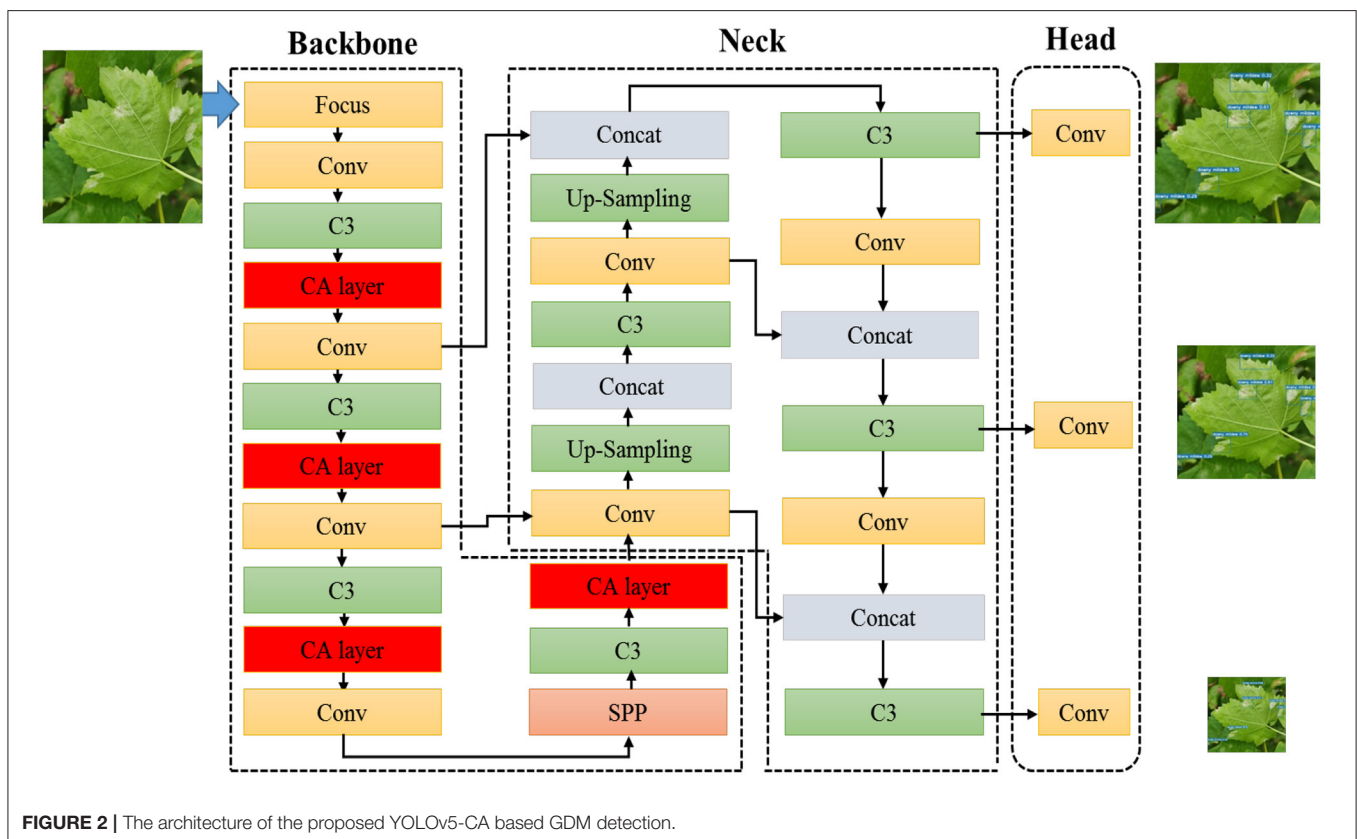 Backbone
Neck
Head
Focus
Conv
C3
CA layer
Conv
C3
CA layer
Conv
C3
CA layer
Conv
Concat
Up-Sampling
Conv
C3
Concat
Up-Sampling
Conv
CA layer
C3
SPP
C3
Conv
Concat
C3
Conv
Concat
C3
Conv
Conv
Conv
FIGURE 2 | The architecture of the proposed YOLOv5-CA based GDM detection.